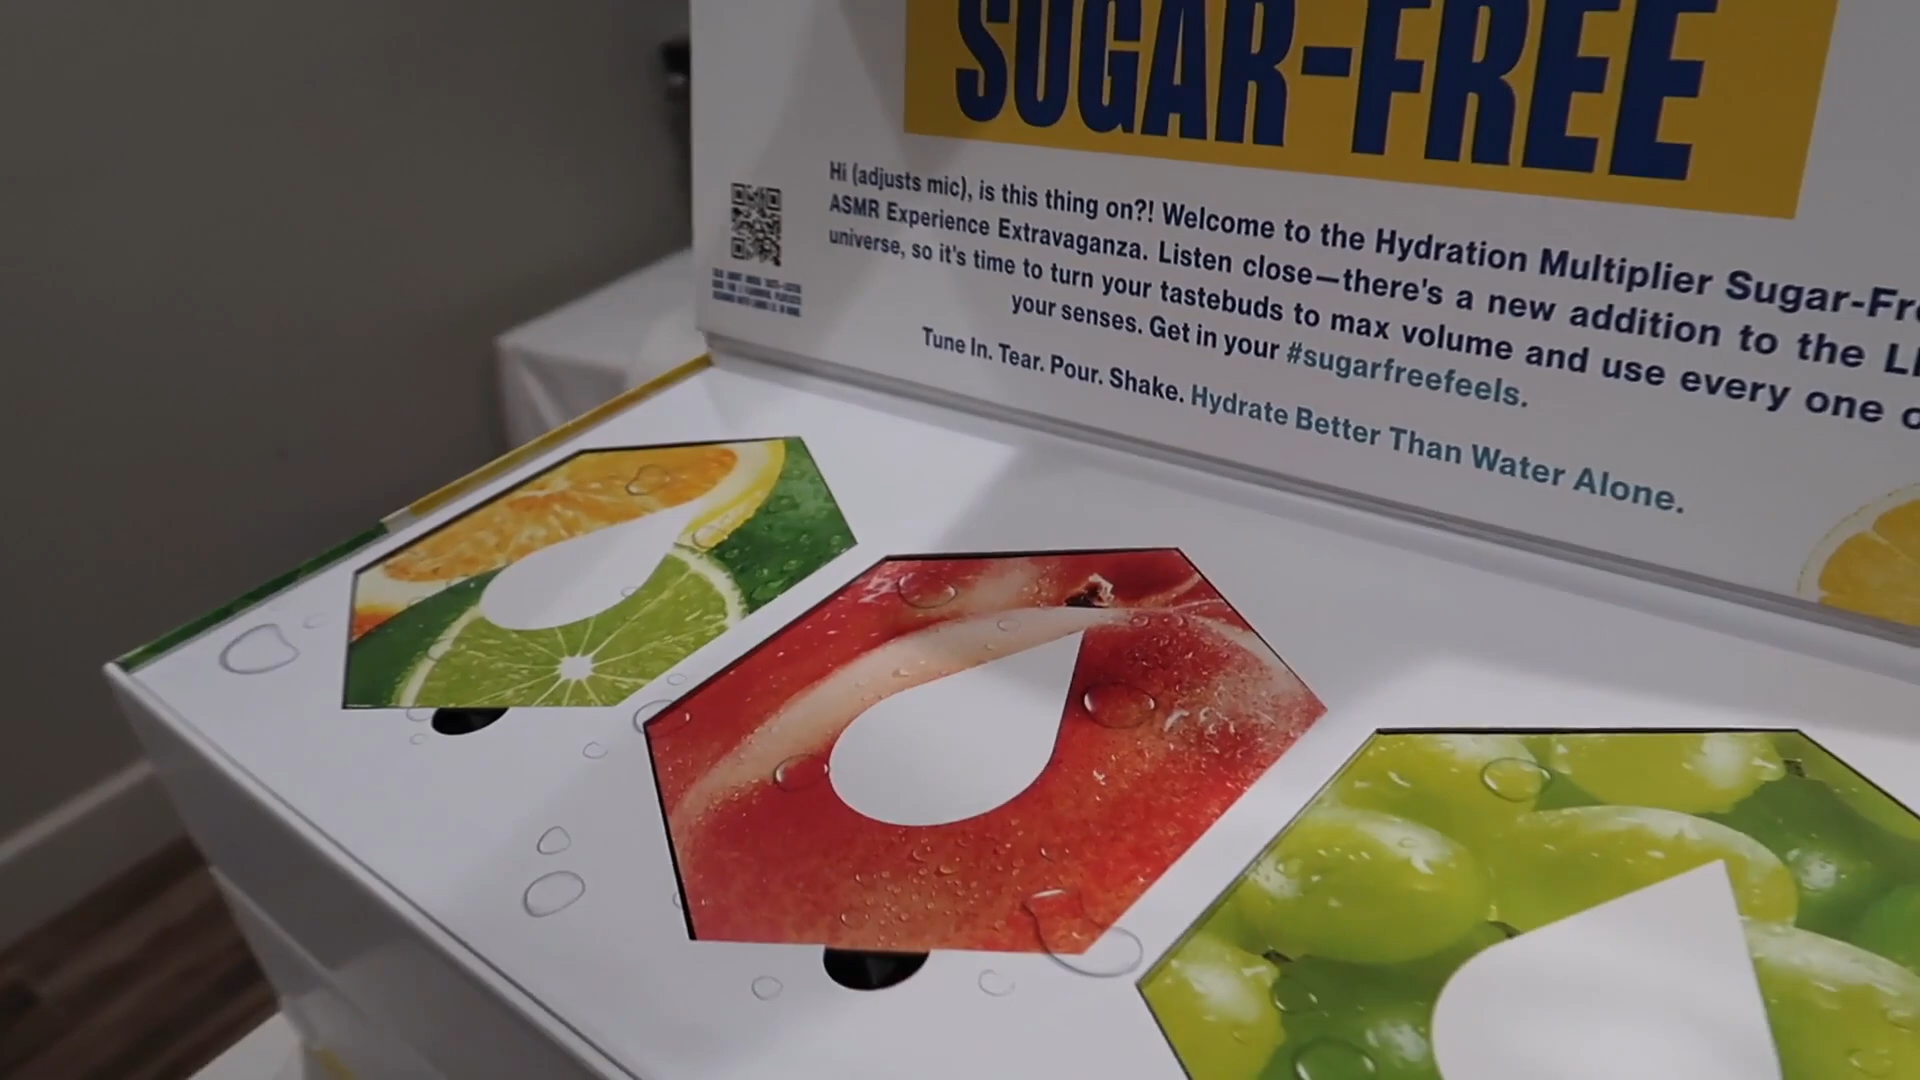 SUGAR-FREE
Hi (adjusts mic), is this thing on?! Welcome to the Hydration Multiplier Sugar-Fr
ASMR Experience Extravaganza. Listen close—there's a new addition to the
universe, so it's time to turn your tastebuds to max volume and use every one
your senses. Get in your #sugarfreefeels.
Tune In. Tear. Pour. Shake. Hydrate Better Than Water Alone.